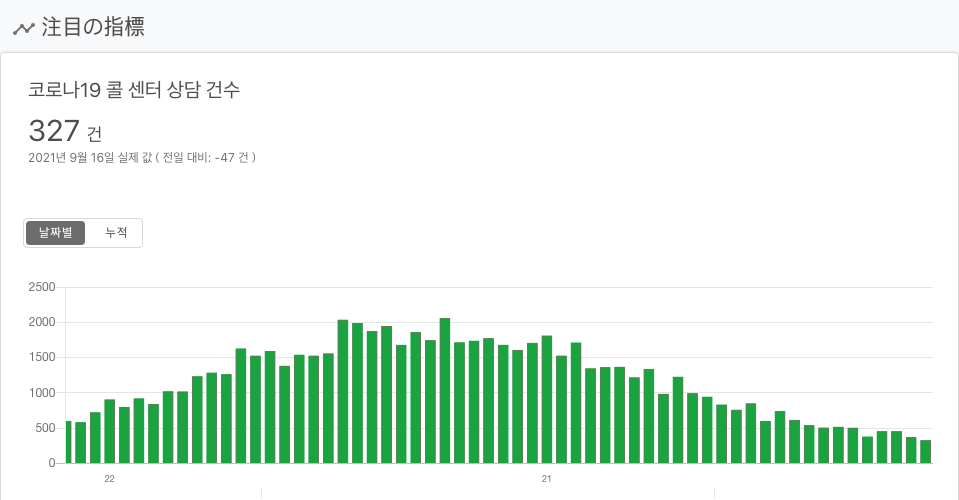 注目の指標
코로나19 콜 센터 상담 건수
327 건
2021년 9월 16일 실제 값 ( 전일 대비: -47 건 )
날짜별 누적
2500
2000
1500
1000
500
0
22 21